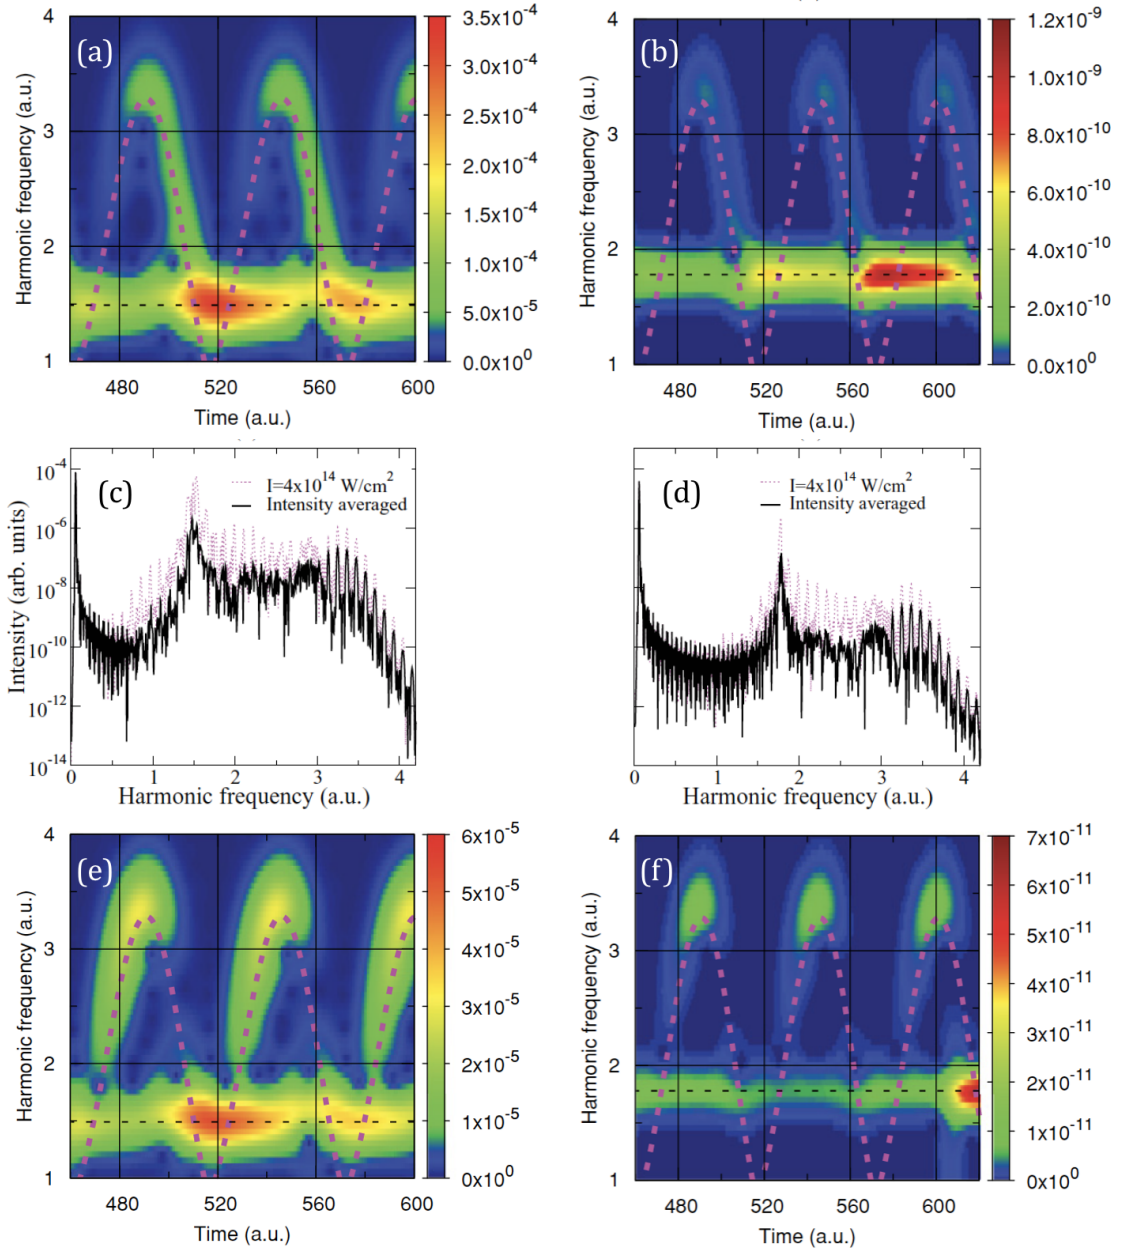 (a)
Harmonic frequency (a.u.)
4
3
2
1
480 520 560 600
Time (a.u.)
3.5x10^-4
3.0x10^-4
2.5x10^-4
2.0x10^-4
1.5x10^-4
1.0x10^-4
5.0x10^-5
0.0x10^0
(b)
Harmonic frequency (a.u.)
4
3
2
1
480 520 560 600
Time (a.u.)
1.2x10^-9
1.0x10^-9
8.0x10^-10
6.0x10^-10
4.0x10^-10
2.0x10^-10
0.0x10^0
(c)
I=4x10^14 W/cm^2
Intensity averaged
Intensity (arb. units)
10^-4
10^-6
10^-8
10^-10
10^-12
10^-14
0 1 2 3 4
Harmonic frequency (a.u.)
(d)
I=4x10^14 W/cm^2
Intensity averaged
0 1 2 3 4
Harmonic frequency (a.u.)
(e)
Harmonic frequency (a.u.)
4
3
2
1
480 520 560 600
Time (a.u.)
6x10^-5
5x10^-5
4x10^-5
3x10^-5
2x10^-5
1x10^-5
0x10^0
(f)
Harmonic frequency (a.u.)
4
3
2
1
480 520 560 600
Time (a.u.)
7x10^-11
6x10^-11
5x10^-11
4x10^-11
3x10^-11
2x10^-11
1x10^-11
0x10^0